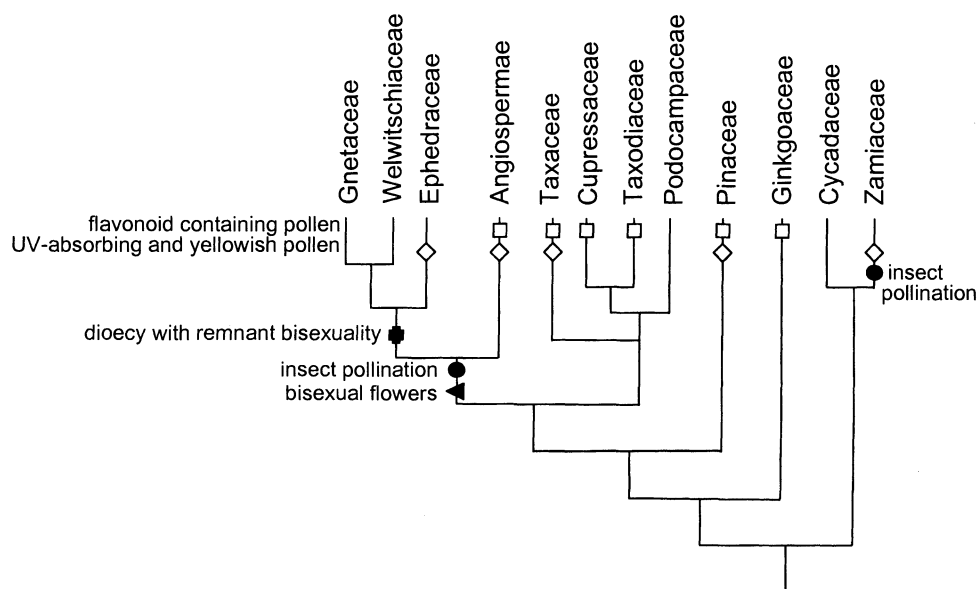 Gnetaceae
Welwitschiaceae
Ephedraceae
Angiospermae
Taxaceae
Cupressaceae
Taxodiaceae
Podocampaceae
Pinaceae
Ginkgoaceae
Cycadaceae
Zamiaceae
flavonoid containing pollen
UV-absorbing and yellowish pollen
insect
pollination
dioecy with remnant bisexuality
insect pollination
bisexual flowers